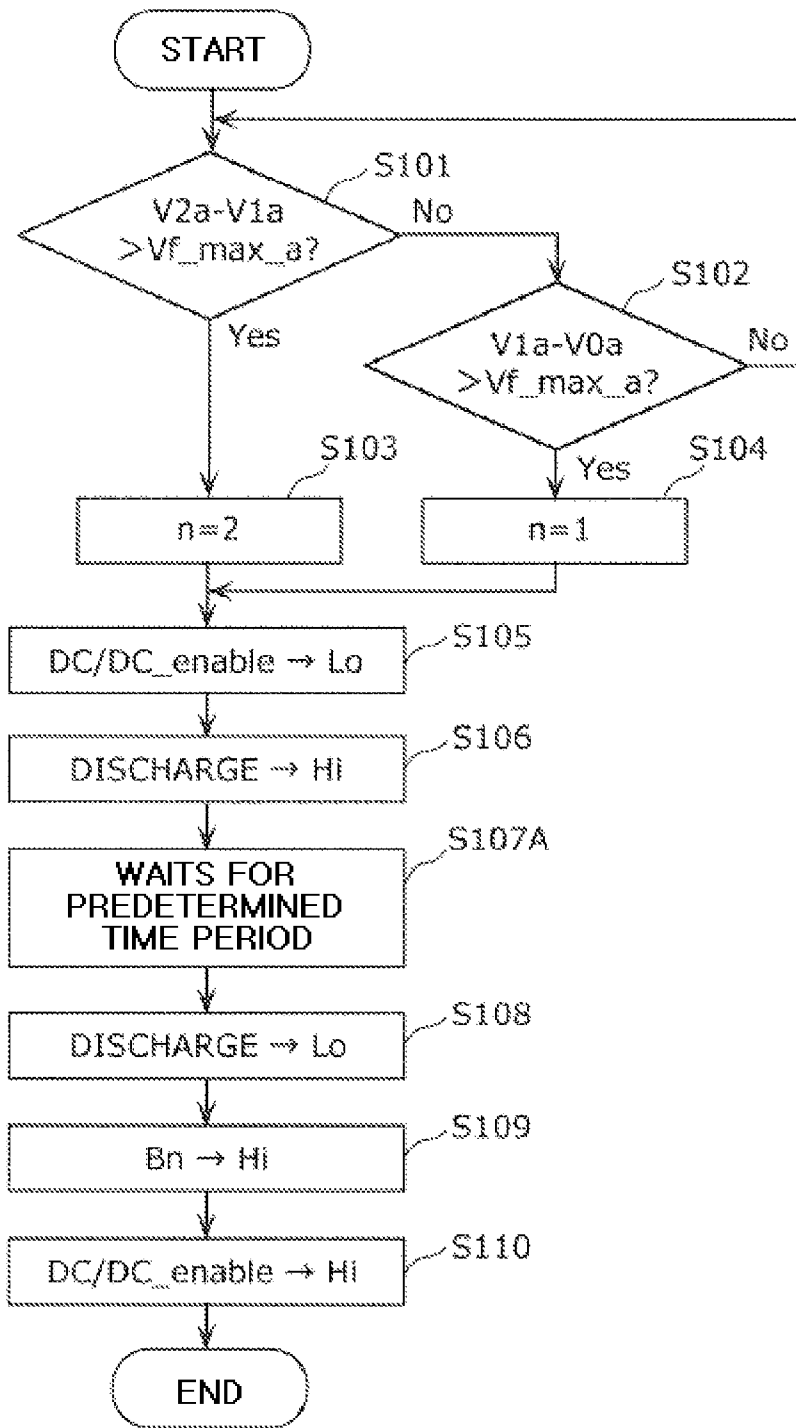 START
S101
V2a-V1a
>Vf_max_a?
No
S102
Yes
V1a-V0a
>Vf_max_a?
No
S103
Yes
S104
n=2
n=1
S105
DC/DC_enable → Lo
S106
DISCHARGE → Hi
S107A
WAITS FOR
PREDETERMINED
TIME PERIOD
S108
DISCHARGE → Lo
S109
Bn → Hi
S110
DC/DC_enable → Hi
END